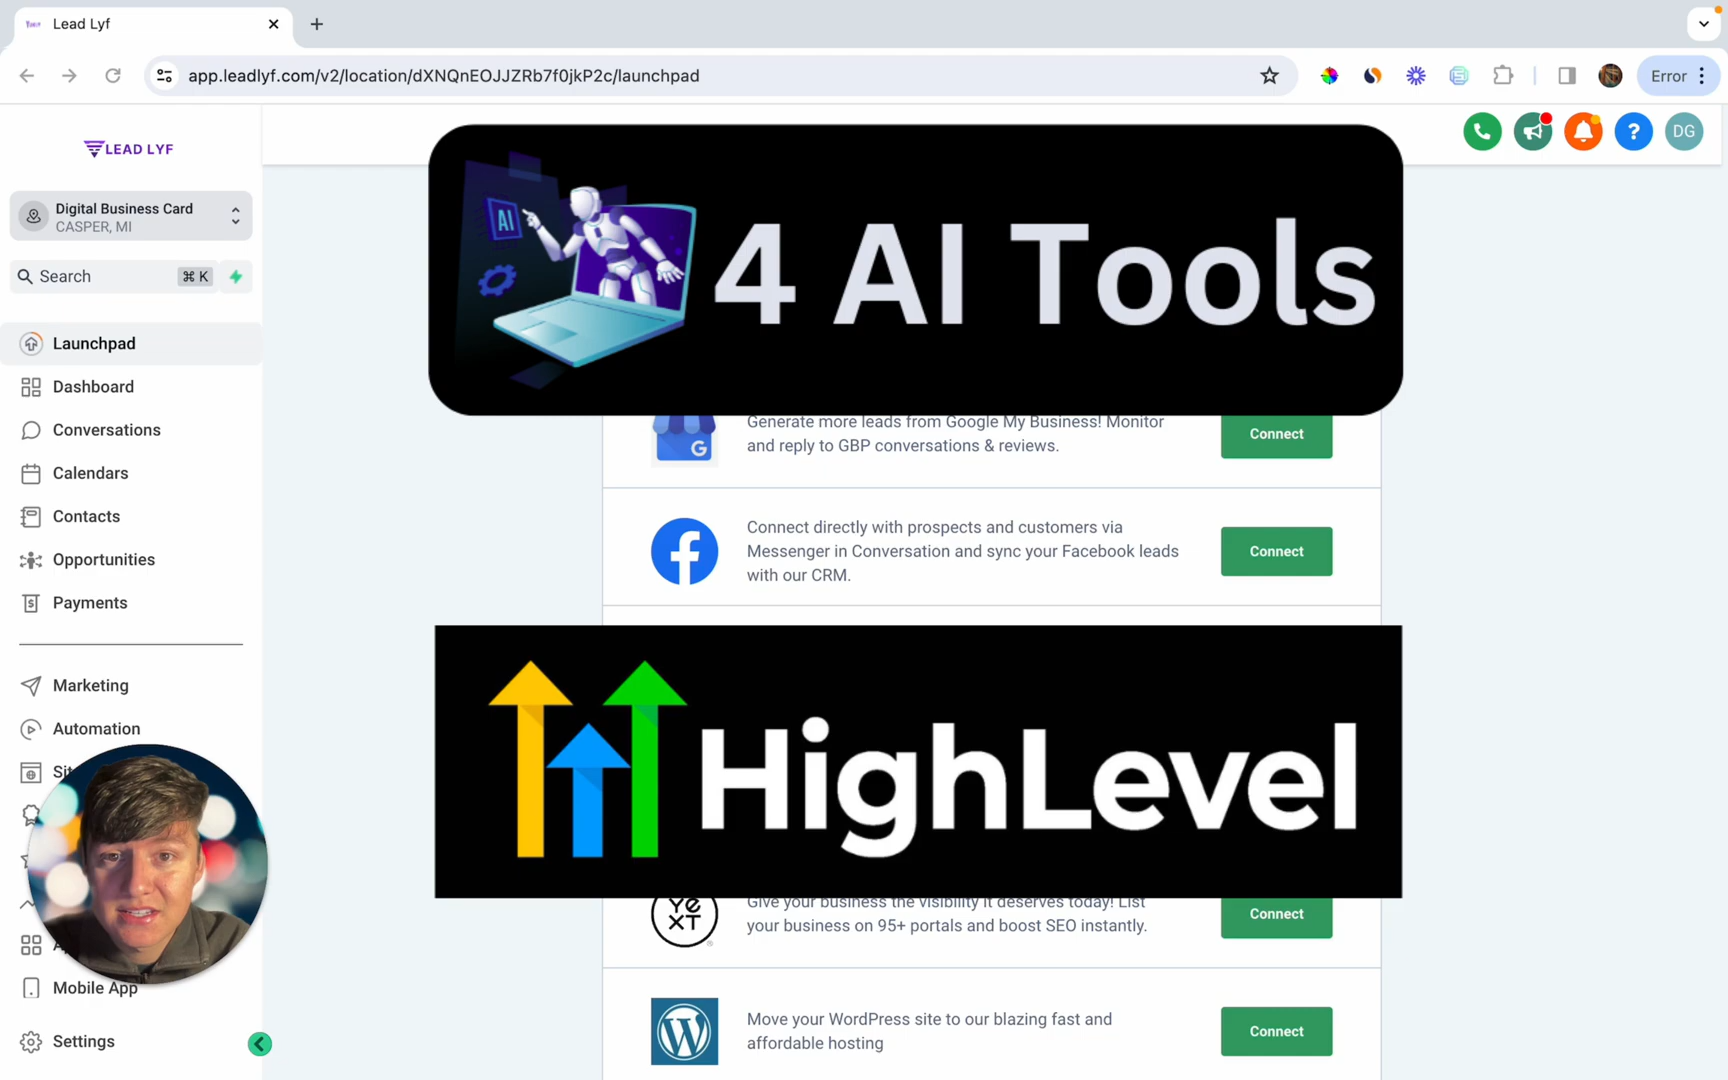 Lead Lyf
app.leadlyf.com/v2/location/dXNQnEOJJZRb7f0jkP2c/launchpad
Error
LEAD LYF
DG
Digital Business Card
CASPER, MI
Search
⌘ K
Launchpad
Dashboard
Conversations
Calendars
Contacts
Opportunities
Payments
Marketing
Automation
Mobile App
Settings
AI
4 AI Tools
Generate more leads from Google My Business! Monitor
and reply to GBP conversations & reviews.
Connect
Connect directly with prospects and customers via
Messenger in Conversation and sync your Facebook leads
with our CRM.
Connect
HighLevel
YEXT
Give your business the visibility it deserves today! List
your business on 95+ portals and boost SEO instantly.
Connect
Move your WordPress site to our blazing fast and
affordable hosting
Connect